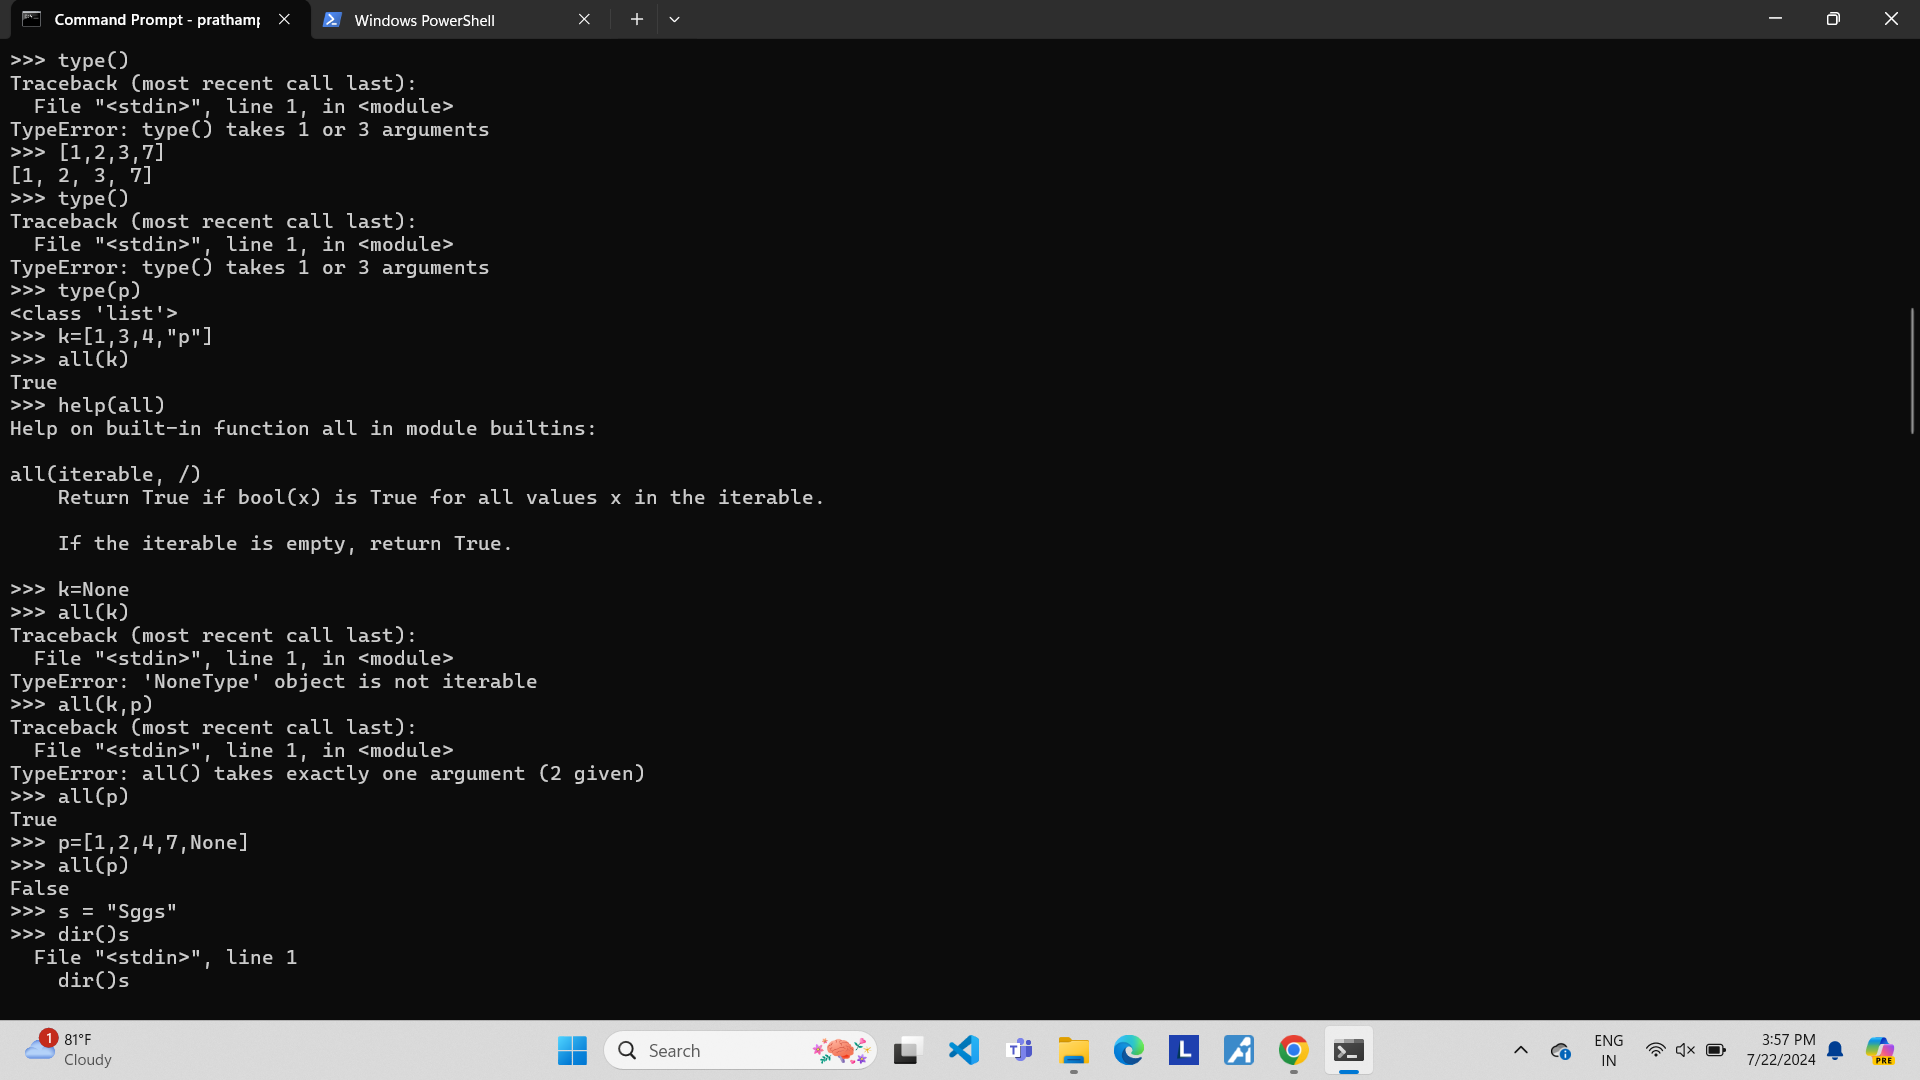 Command Prompt - prathamp
Windows PowerShell
>>> type()
Traceback (most recent call last):
  File "<stdin>", line 1, in <module>
TypeError: type() takes 1 or 3 arguments
>>> [1,2,3,7]
[1, 2, 3, 7]
>>> type()
Traceback (most recent call last):
  File "<stdin>", line 1, in <module>
TypeError: type() takes 1 or 3 arguments
>>> type(p)
<class 'list'>
>>> k=[1,3,4,"p"]
>>> all(k)
True
>>> help(all)
Help on built-in function all in module builtins:

all(iterable, /)
    Return True if bool(x) is True for all values x in the iterable.

    If the iterable is empty, return True.

>>> k=None
>>> all(k)
Traceback (most recent call last):
  File "<stdin>", line 1, in <module>
TypeError: 'NoneType' object is not iterable
>>> all(k,p)
Traceback (most recent call last):
  File "<stdin>", line 1, in <module>
TypeError: all() takes exactly one argument (2 given)
>>> all(p)
True
>>> p=[1,2,4,7,None]
>>> all(p)
False
>>> s = "Sggs"
>>> dir()s
  File "<stdin>", line 1
    dir()s
1
81°F
Cloudy
Search
T
L
PRE
ENG
IN
3:57 PM
7/22/2024